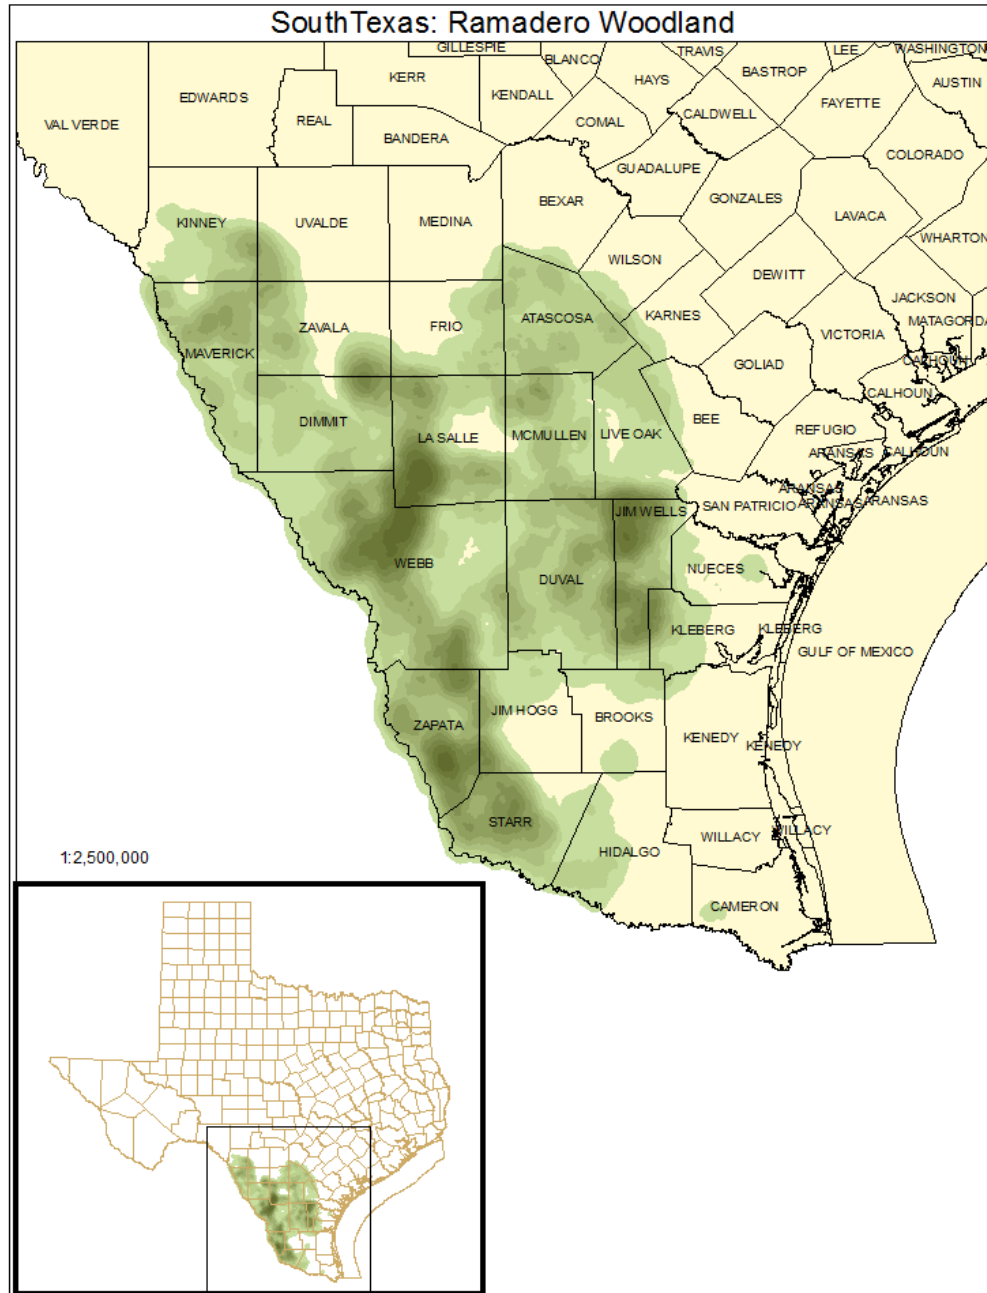 SouthTexas: Ramadero Woodland
GILLESPIE
TRAVIS
LEE
WASHINGTON
BLANCO
KERR
HAYS
BASTROP
AUSTIN
EDWARDS
KENDALL
FAYETTE
REAL
COMAL
CALDWELL
VAL VERDE
BANDERA
COLORADO
GUADALUPE
BEXAR
GONZALES
KINNEY
UVALDE
MEDINA
LAVACA
WHARTON
WILSON
DEWITT
JACKSON
ZAVALA
FRIO
ATASCOSA
KARNES
VICTORIA
MATAGORDA
MAVERICK
GOLIAD
CALHOUN
CALHOUN
DIMMIT
LA SALLE
MCMULLEN
LIVE OAK
BEE
REFUGIO
ARANSAS
CALHOUN
ARANSAS
JIM WELLS
SAN PATRICIO
ARANSAS
ARANSAS
WEBB
DUVAL
NUECES
KLEBERG
KLEBERG
GULF OF MEXICO
ZAPATA
JIM HOGG
BROOKS
KENEDY
KENEDY
STARR
WILLACY
WILLACY
HIDALGO
1:2,500,000
CAMERON